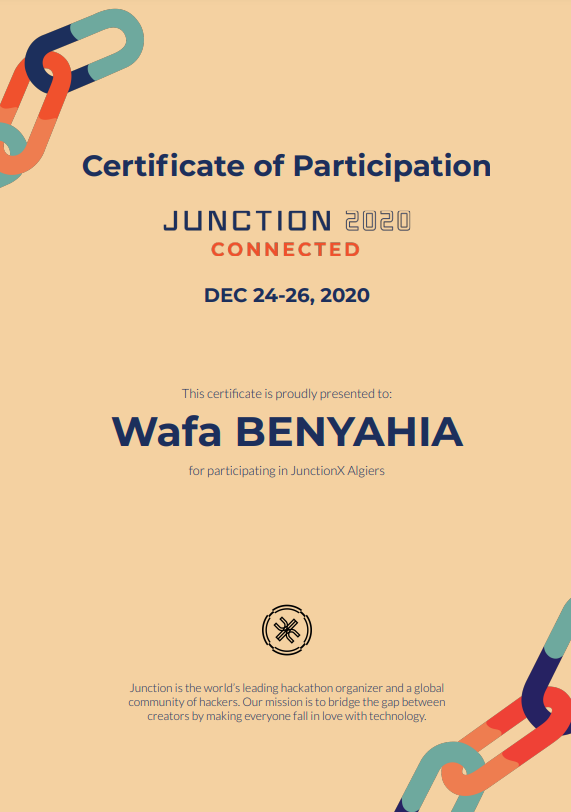 Certificate of Participation
JUNCTION 2020
CONNECTED
DEC 24-26, 2020
This certificate is proudly presented to:
Wafa BENYAHIA
for participating in JunctionX Algiers
Junction is the world's leading hackathon organizer and a global
community of hackers. Our mission is to bridge the gap between
creators by making everyone fall in love with technology.